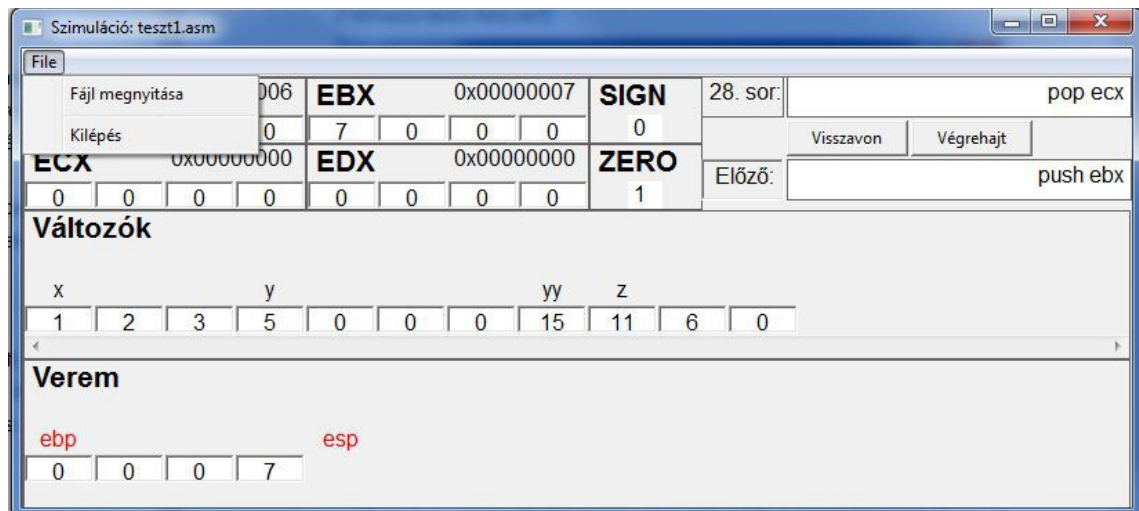 Szimuláció: teszt1.asm
File
Fájl megnyitása
Kilépés
006 EBX 0x00000007 SIGN 28. sor: pop ecx
0 7 0 0 0 0 Visszavon Végrehajt
ECX 0x00000000 EDX 0x00000000 ZERO Előző: push ebx
0 0 0 0 0 0 0 0 1
Változók
x y yy z
1 2 3 5 0 0 0 15 11 6 0
Verem
ebp esp
0 0 0 7